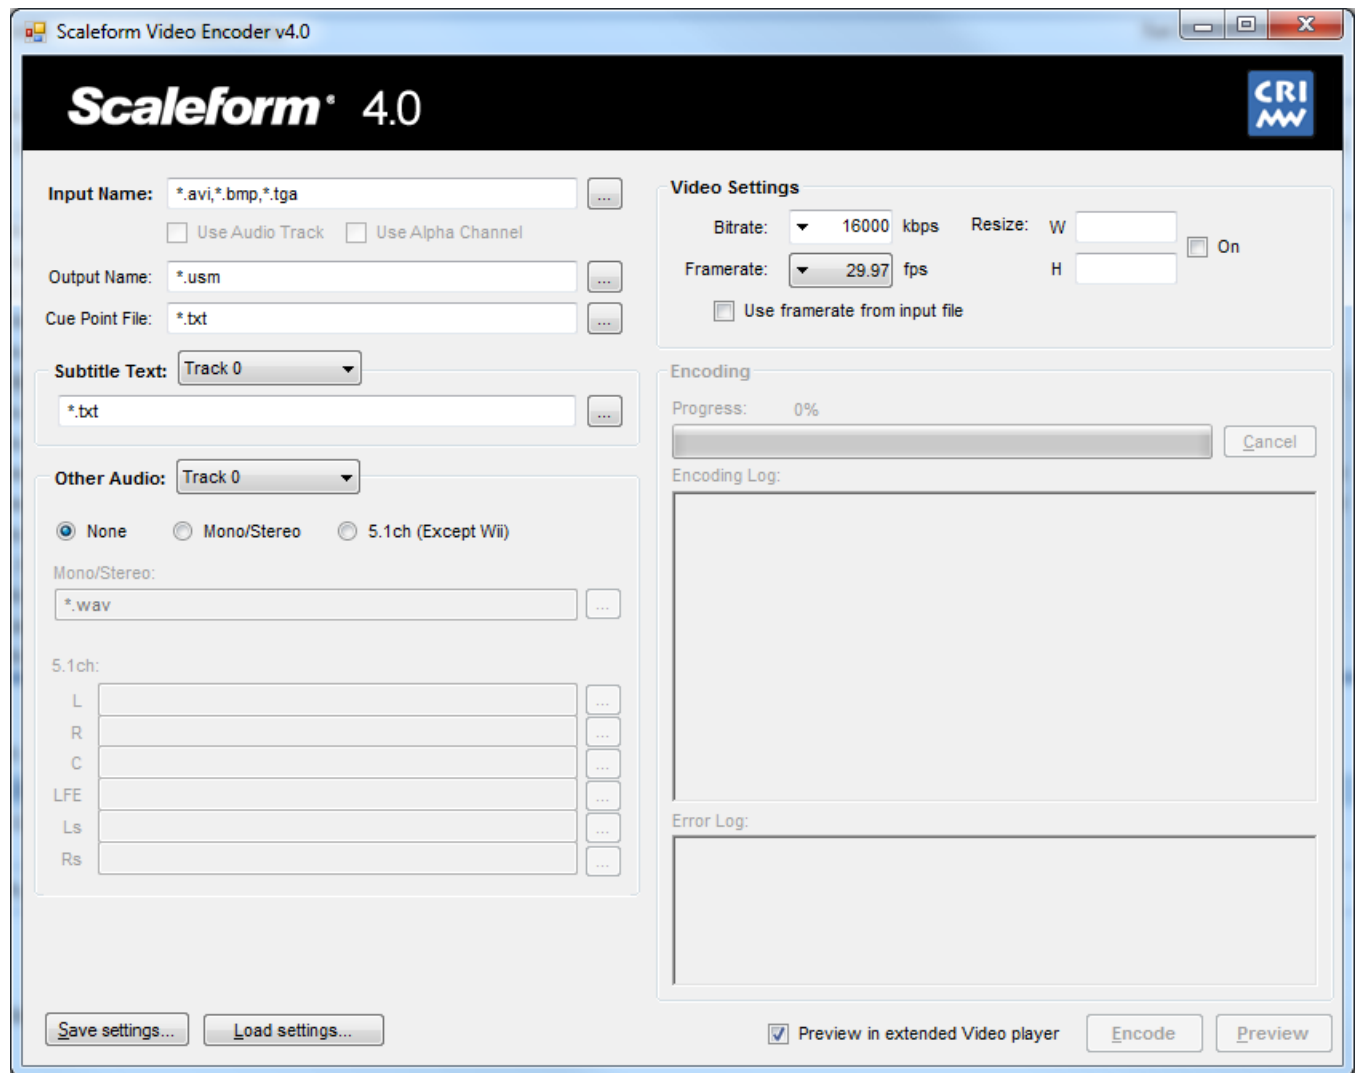 Scaleform Video Encoder v4.0
Scaleform® 4.0
CRI
MW
Input Name: *.avi,*.bmp,*.tga ...
Use Audio Track Use Alpha Channel
Output Name: *.usm ...
Cue Point File: *.txt ...
Subtitle Text: Track 0
*.txt ...
Other Audio: Track 0
None Mono/Stereo 5.1ch (Except Wii)
Mono/Stereo:
*.wav ...
5.1ch:
L ...
R ...
C ...
LFE ...
Ls ...
Rs ...
Save settings... Load settings...
Video Settings
Bitrate: 16000 kbps Resize: W
On
Framerate: 29.97 fps H
Use framerate from input file
Encoding
Progress: 0%
Cancel
Encoding Log:
Error Log:
Preview in extended Video player Encode Preview